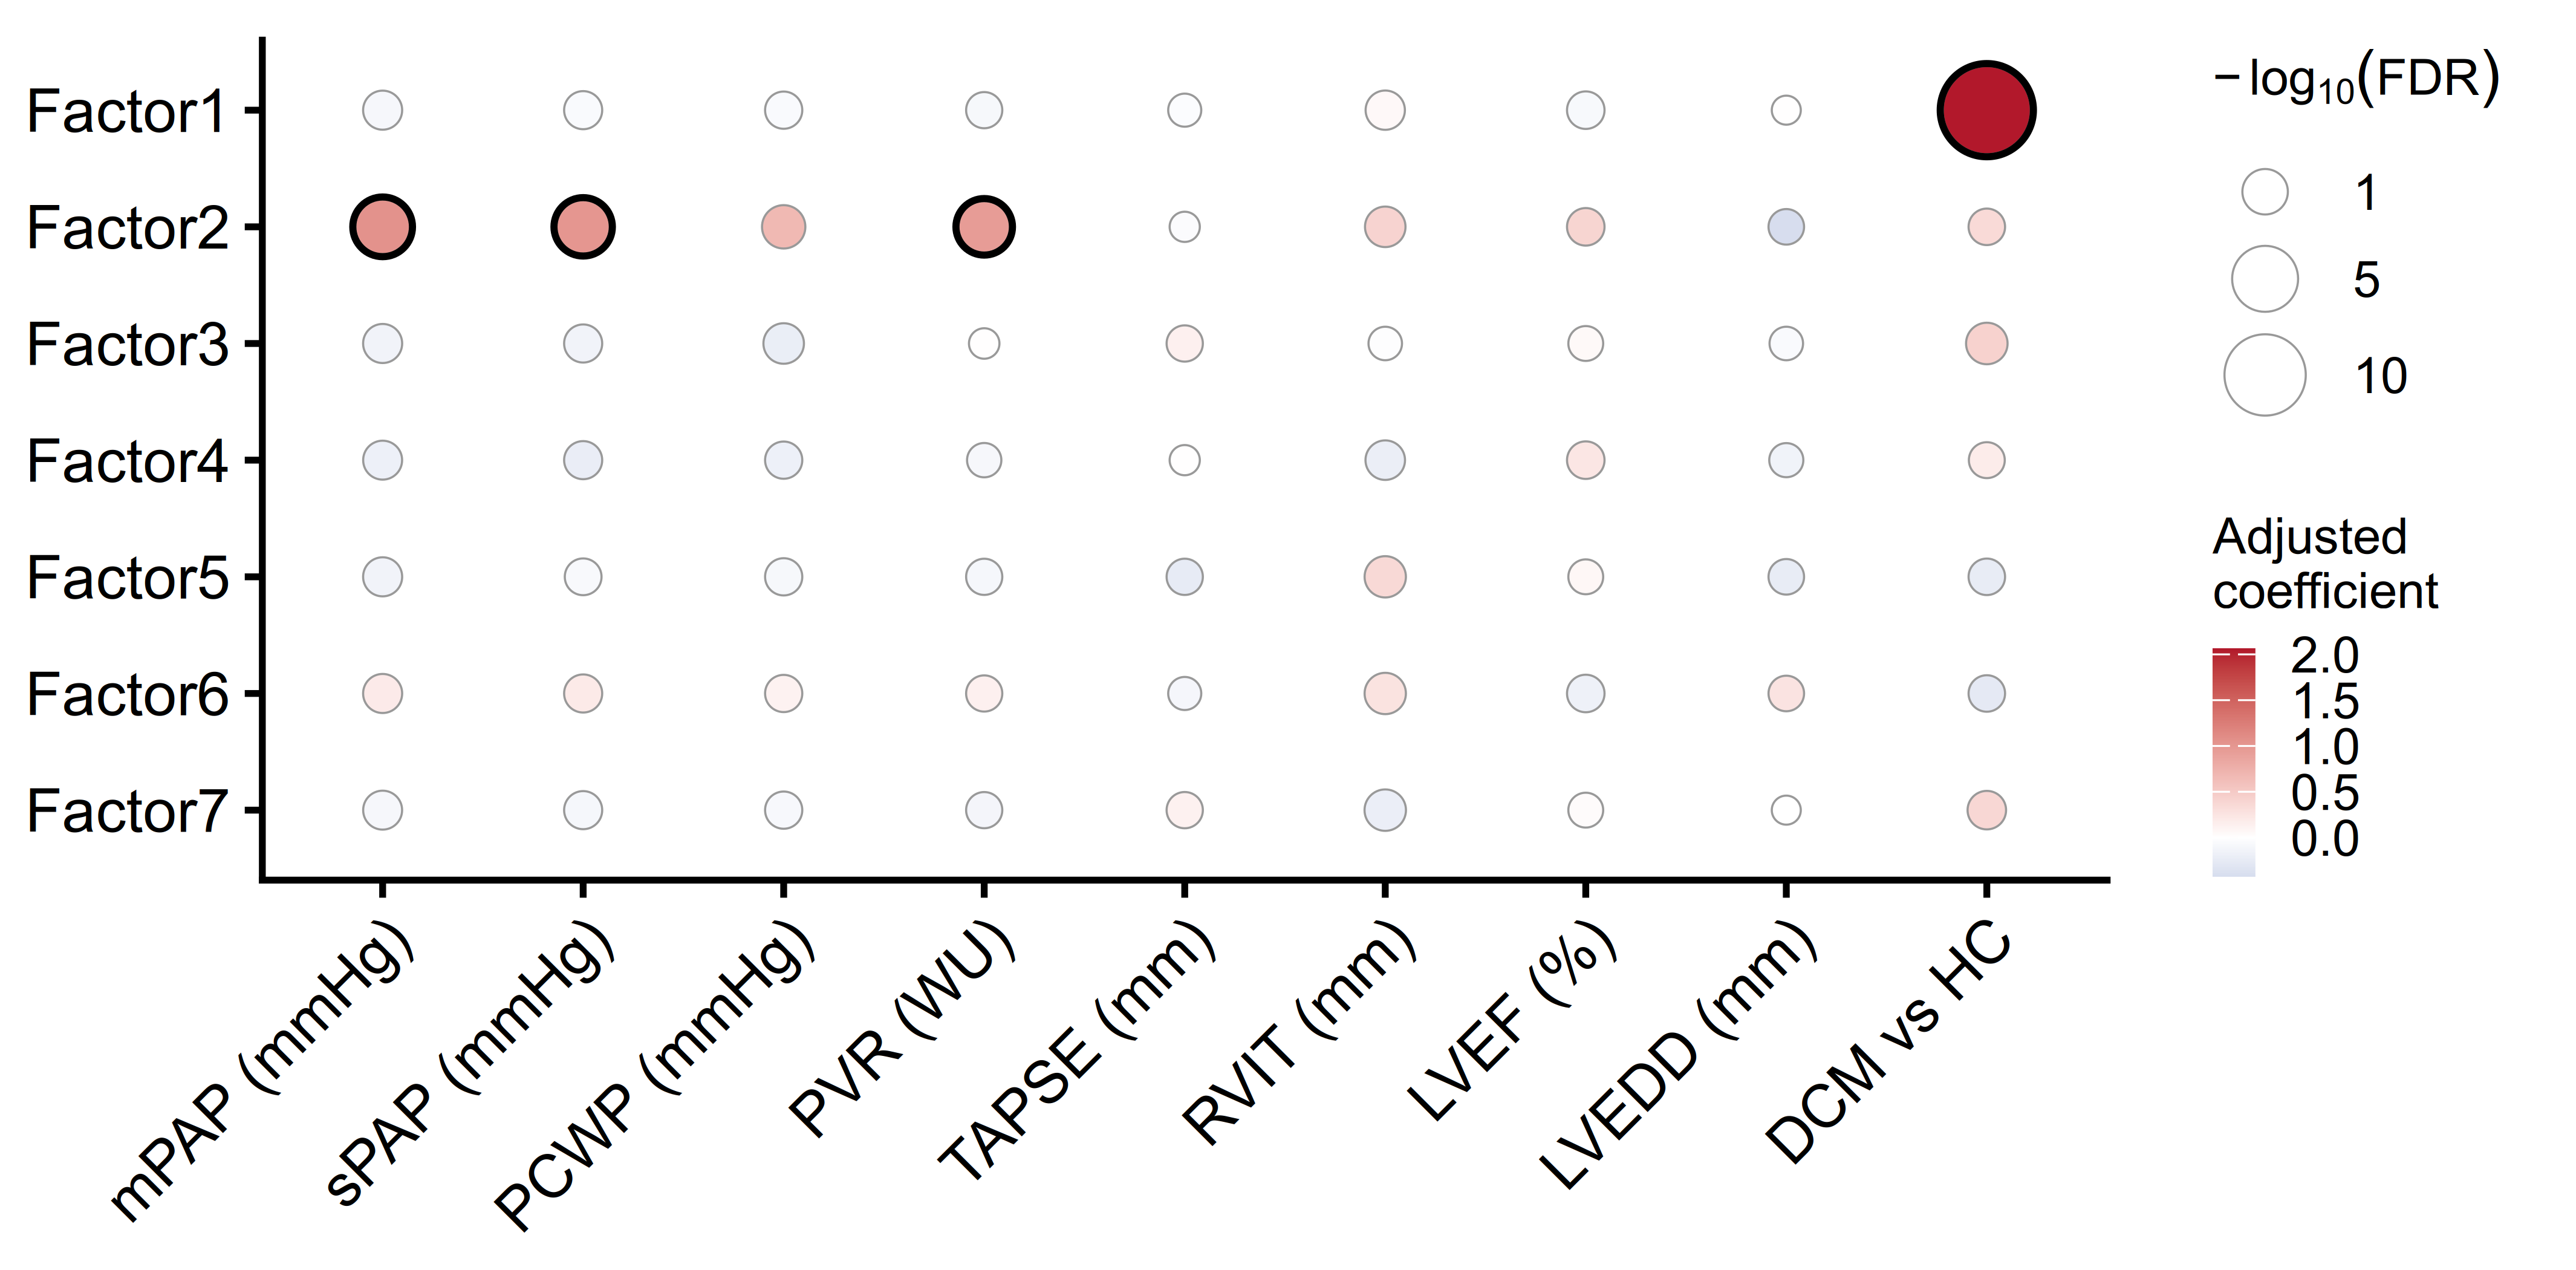 Factor1
Factor2
Factor3
Factor4
Factor5
Factor6
Factor7
mPAP (mmHg)
sPAP (mmHg)
PCWP (mmHg)
PVR (WU)
TAPSE (mm)
RVIT (mm)
LVEF (%)
LVEDD (mm)
DCM vs HC
−log₁₀(FDR)
1
5
10
Adjusted
coefficient
2.0
1.5
1.0
0.5
0.0